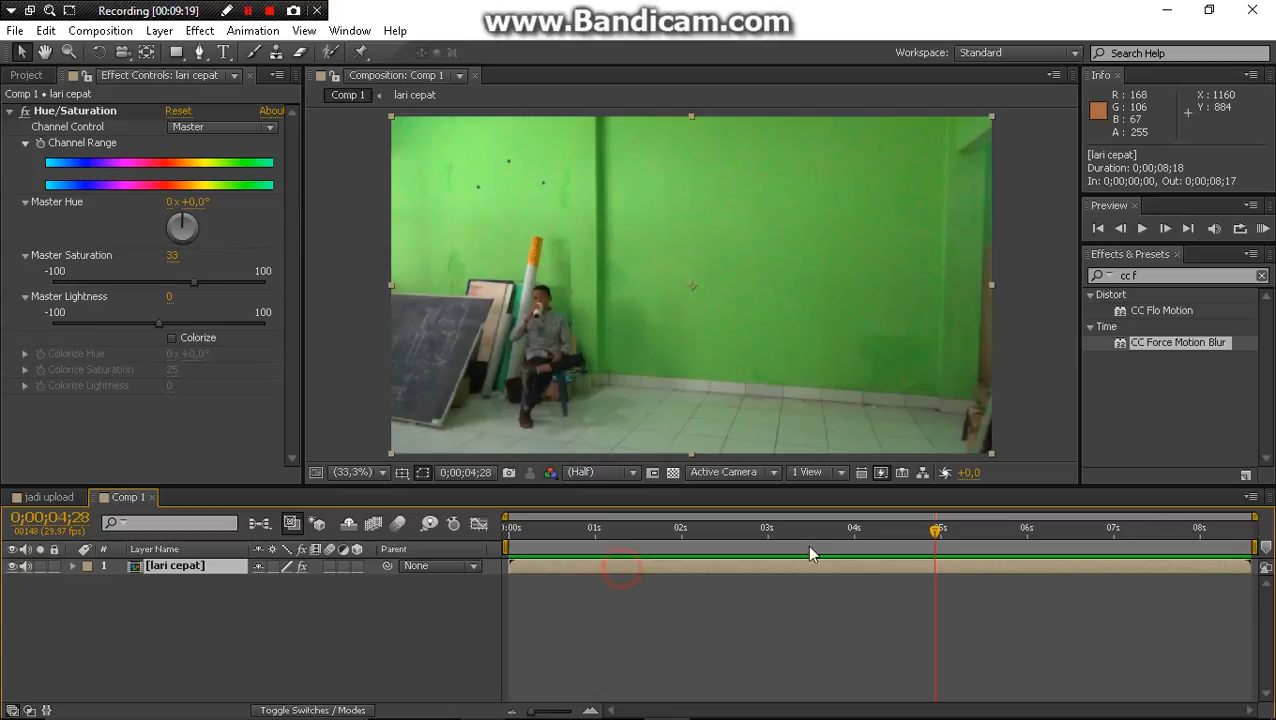 Recording [00:09:19]
www.Bandicam.com
File Edit Composition Layer Effect Animation View Window Help
Workspace: Standard
Search Help
Project
Effect Controls: lari cepat
Composition: Comp 1
Info
Comp 1 • lari cepat
Comp 1
lari cepat
R: 168
G: 106
B: 67
A: 255
X: 1160
Y: 884
fx Hue/Saturation Reset Abou
Channel Control Master
Channel Range
[lari cepat]
Duration: 0;00;08;18
In: 0;00;00;00, Out: 0;00;08;17
Master Hue 0 x +0,0°
Preview
Master Saturation 33
-100 100
Effects & Presets
cc f
Master Lightness 0
-100 100
Distort
CC Flo Motion
Time
CC Force Motion Blur
Colorize
Colorize Hue 0 x +0,0°
Colorize Saturation 25
Colorize Lightness 0
(33,3%) 0;00;04;28 (Half) Active Camera 1 View +0,0
jadi upload
Comp 1
0;00;04;28
00148 (29.97 fps)
0:00s 01s 02s 03s 04s 05s 06s 07s 08s
# Layer Name fx Parent
1 [lari cepat] fx None
Toggle Switches / Modes